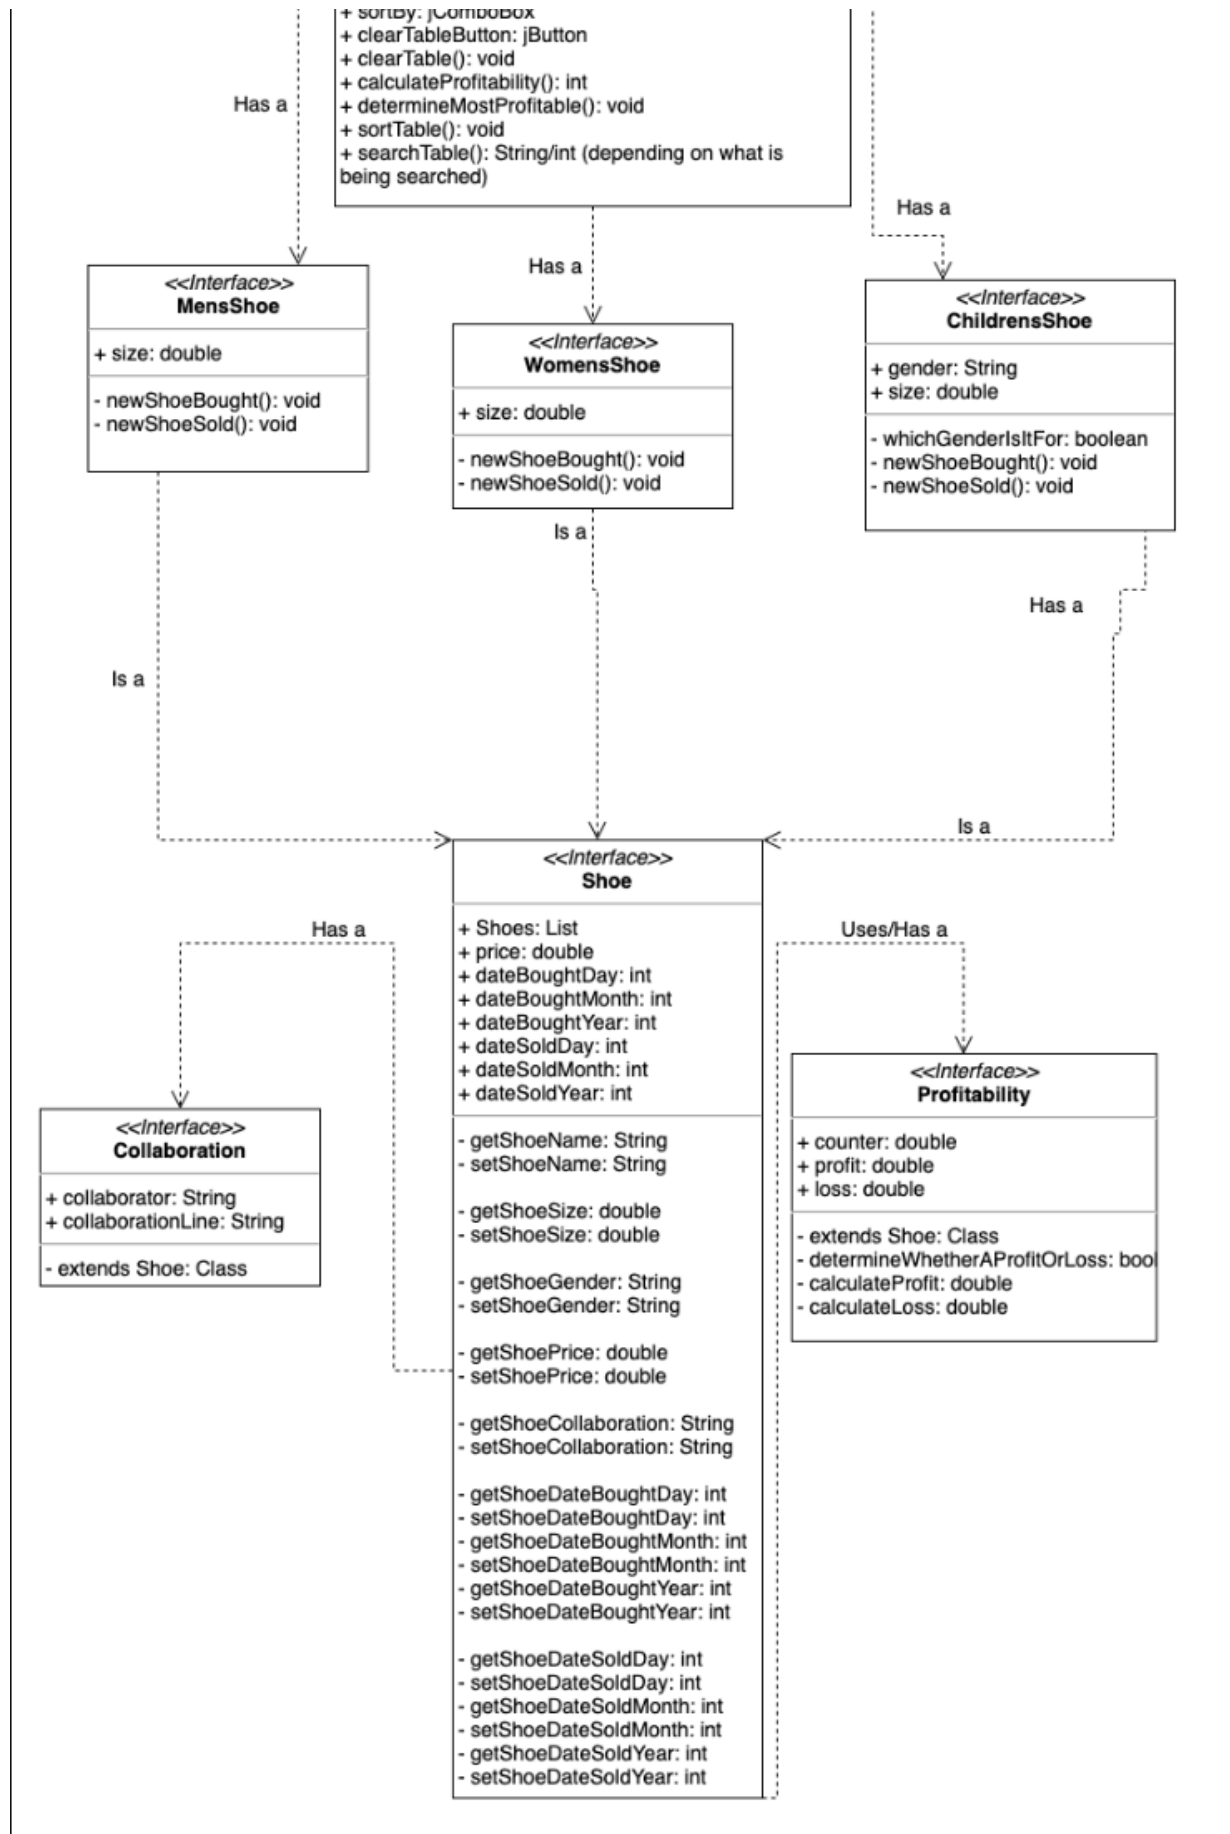 + sortBy: jComboBox
+ clearTableButton: jButton
+ clearTable(): void
+ calculateProfitability(): int
+ determineMostProfitable(): void
+ sortTable(): void
+ searchTable(): String/int (depending on what is
being searched)
Has a
Has a
Has a
<<Interface>>
MensShoe
+ size: double
- newShoeBought(): void
- newShoeSold(): void
<<Interface>>
WomensShoe
+ size: double
- newShoeBought(): void
- newShoeSold(): void
<<Interface>>
ChildrensShoe
+ gender: String
+ size: double
- whichGenderIsItFor: boolean
- newShoeBought(): void
- newShoeSold(): void
Is a
Is a
Has a
Is a
<<Interface>>
Shoe
+ Shoes: List
+ price: double
+ dateBoughtDay: int
+ dateBoughtMonth: int
+ dateBoughtYear: int
+ dateSoldDay: int
+ dateSoldMonth: int
+ dateSoldYear: int
- getShoeName: String
- setShoeName: String
- getShoeSize: double
- setShoeSize: double
- getShoeGender: String
- setShoeGender: String
- getShoePrice: double
- setShoePrice: double
- getShoeCollaboration: String
- setShoeCollaboration: String
- getShoeDateBoughtDay: int
- setShoeDateBoughtDay: int
- getShoeDateBoughtMonth: int
- setShoeDateBoughtMonth: int
- getShoeDateBoughtYear: int
- setShoeDateBoughtYear: int
- getShoeDateSoldDay: int
- setShoeDateSoldDay: int
- getShoeDateSoldMonth: int
- setShoeDateSoldMonth: int
- getShoeDateSoldYear: int
- setShoeDateSoldYear: int
Has a
<<Interface>>
Collaboration
+ collaborator: String
+ collaborationLine: String
- extends Shoe: Class
Uses/Has a
<<Interface>>
Profitability
+ counter: double
+ profit: double
+ loss: double
- extends Shoe: Class
- determineWhetherAProfitOrLoss: bool
- calculateProfit: double
- calculateLoss: double